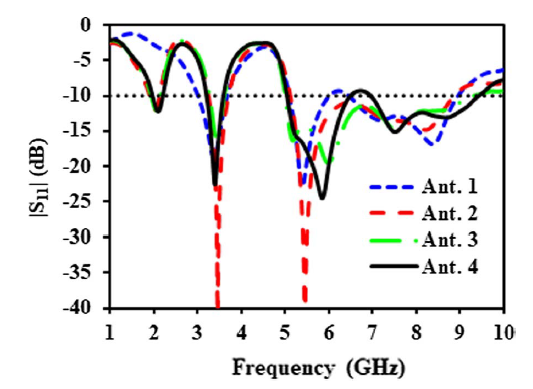 0
-5
-10
-15
-20
-25
-30
-35
-40
|S11| (dB)
Ant. 1
Ant. 2
Ant. 3
Ant. 4
1 2 3 4 5 6 7 8 9 10
Frequency (GHz)